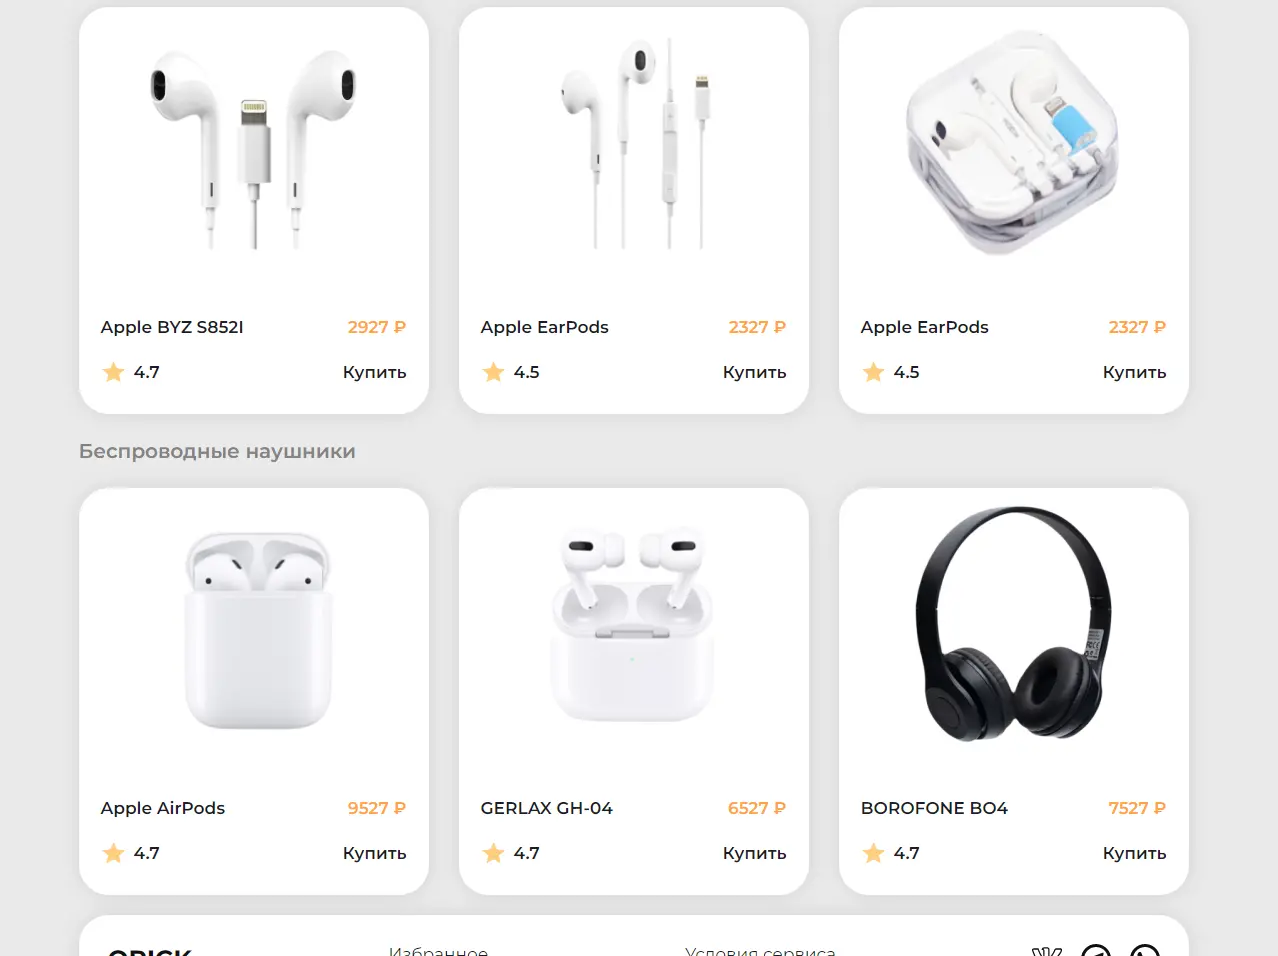 Apple BYZ S852I 2927 ₽
4.7 Купить
Apple EarPods 2327 ₽
4.5 Купить
Apple EarPods 2327 ₽
4.5 Купить
Беспроводные наушники
Apple AirPods 9527 ₽
4.7 Купить
GERLAX GH-04 6527 ₽
4.7 Купить
BOROFONE BO4 7527 ₽
4.7 Купить
QPICK Избранное Условия сервиса